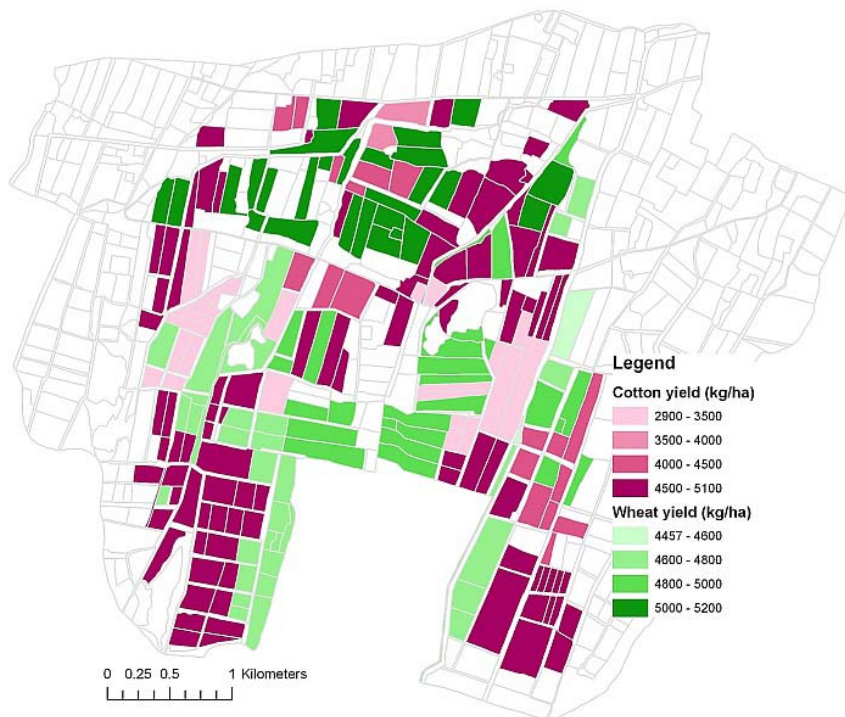 Legend
Cotton yield (kg/ha)
2900 - 3500
3500 - 4000
4000 - 4500
4500 - 5100
Wheat yield (kg/ha)
4457 - 4600
4600 - 4800
4800 - 5000
5000 - 5200
0 0.25 0.5 1 Kilometers